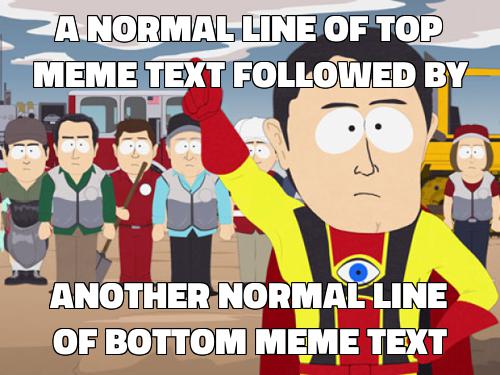 A NORMAL LINE OF TOP
MEME TEXT FOLLOWED BY
ANOTHER NORMAL LINE
OF BOTTOM MEME TEXT